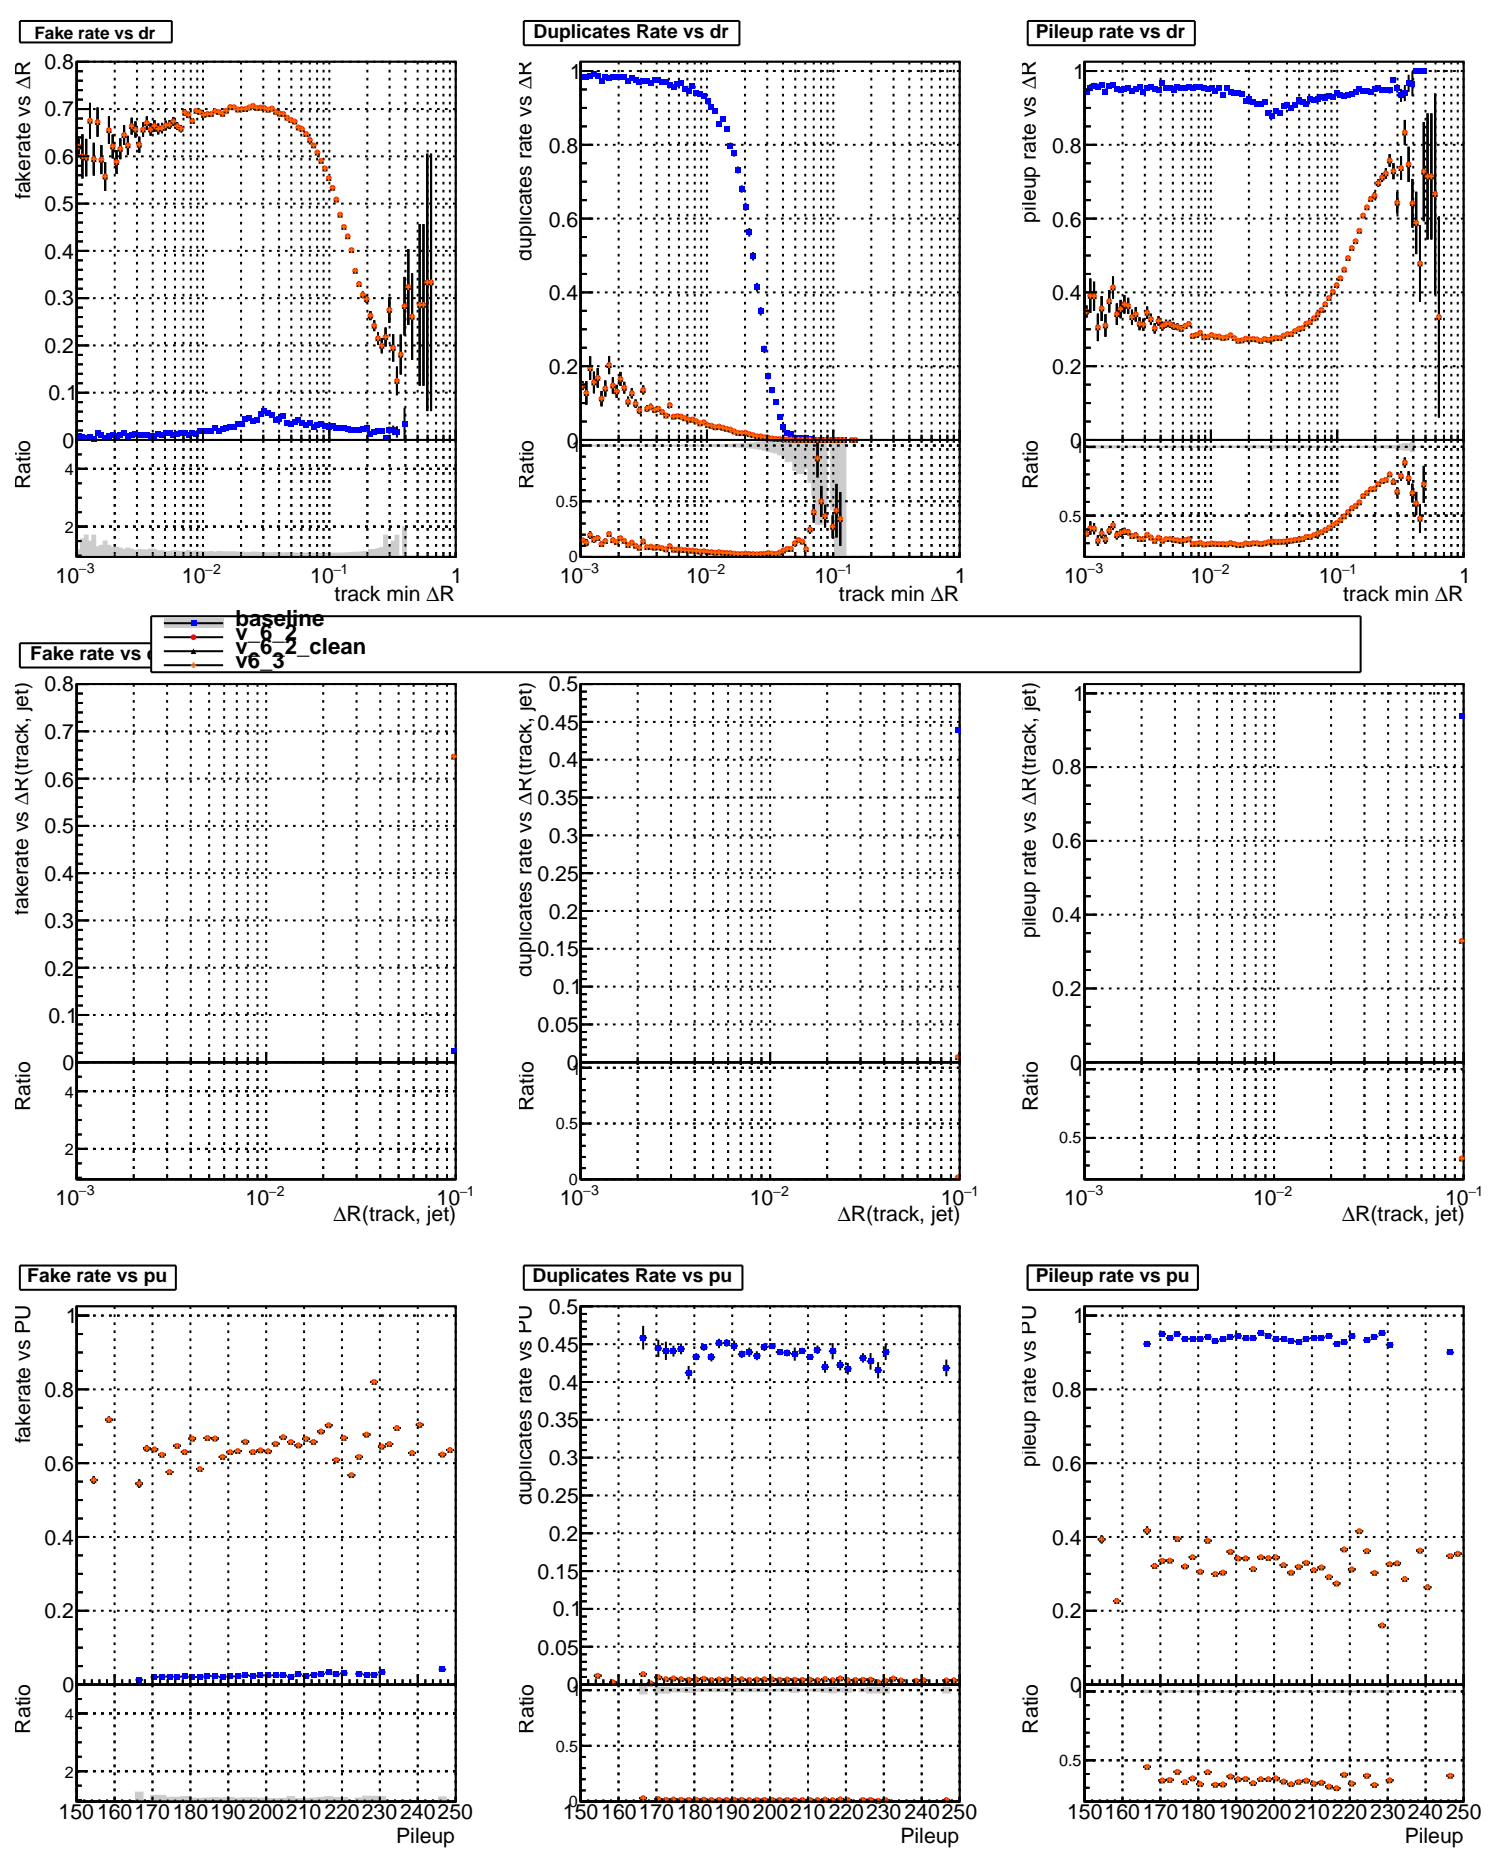 Fake rate vs dr
Duplicates Rate vs dr
Pileup rate vs dr
fakerate vs ΔR
0.8
0.7
0.6
0.5
0.4
0.3
0.2
0.1
0
Ratio
4
2
10⁻³ 10⁻² 10⁻¹ 1
track min ΔR
duplicates rate vs ΔR
1
0.8
0.6
0.4
0.2
0
Ratio
1
0.5
0
10⁻³ 10⁻² 10⁻¹ 1
track min ΔR
pileup rate vs ΔR
1
0.8
0.6
0.4
0.2
0
Ratio
1
0.5
10⁻³ 10⁻² 10⁻¹ 1
track min ΔR
baseline
v_6_2
v_6_2_clean
v6_3
Fake rate vs
fakerate vs ΔR(track, jet)
0.8
0.7
0.6
0.5
0.4
0.3
0.2
0.1
0
Ratio
4
2
10⁻³ 10⁻² 10⁻¹
ΔR(track, jet)
duplicates rate vs ΔR(track, jet)
0.5
0.45
0.4
0.35
0.3
0.25
0.2
0.15
0.1
0.05
0
Ratio
1
0.5
0
10⁻³ 10⁻² 10⁻¹
ΔR(track, jet)
pileup rate vs ΔR(track, jet)
1
0.8
0.6
0.4
0.2
0
Ratio
1
0.5
10⁻³ 10⁻² 10⁻¹
ΔR(track, jet)
Fake rate vs pu
Duplicates Rate vs pu
Pileup rate vs pu
fakerate vs PU
1
0.8
0.6
0.4
0.2
0
Ratio
4
2
150 160 170 180 190 200 210 220 230 240 250
Pileup
duplicates rate vs PU
0.5
0.45
0.4
0.35
0.3
0.25
0.2
0.15
0.1
0.05
0
Ratio
1
0.5
0
150 160 170 180 190 200 210 220 230 240 250
Pileup
pileup rate vs PU
1
0.8
0.6
0.4
0.2
0
Ratio
1
0.5
150 160 170 180 190 200 210 220 230 240 250
Pileup